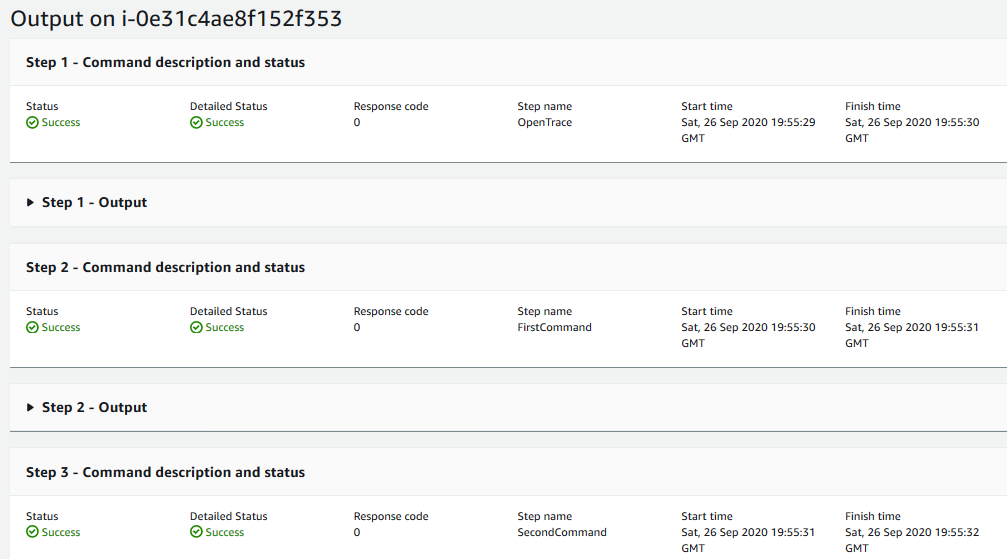 Output on i-0e31c4ae8f152f353
Step 1 - Command description and status
Status Detailed Status Response code Step name Start time Finish time
Success Success 0 OpenTrace Sat, 26 Sep 2020 19:55:29 Sat, 26 Sep 2020 19:55:30
GMT GMT
Step 1 - Output
Step 2 - Command description and status
Status Detailed Status Response code Step name Start time Finish time
Success Success 0 FirstCommand Sat, 26 Sep 2020 19:55:30 Sat, 26 Sep 2020 19:55:31
GMT GMT
Step 2 - Output
Step 3 - Command description and status
Status Detailed Status Response code Step name Start time Finish time
Success Success 0 SecondCommand Sat, 26 Sep 2020 19:55:31 Sat, 26 Sep 2020 19:55:32
GMT GMT